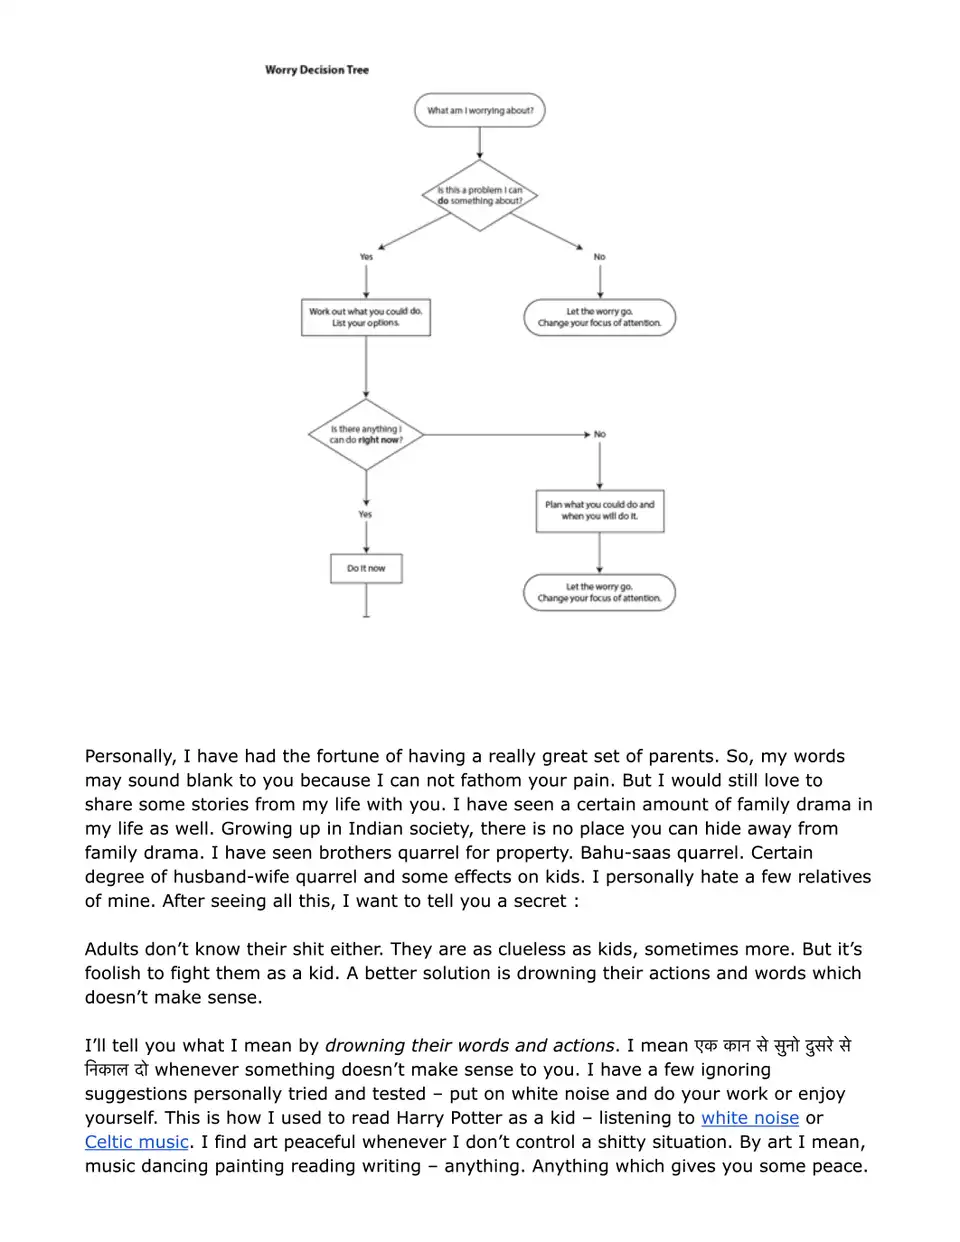 Worry Decision Tree
What am I worrying about?
Is this a problem I can
do something about?
Yes
No
Work out what you could do.
List your options.
Let the worry go.
Change your focus of attention.
Is there anything I
can do right now?
No
Yes
Plan what you could do and
when you will do it.
Do it now
Let the worry go.
Change your focus of attention.
Personally, I have had the fortune of having a really great set of parents. So, my words
may sound blank to you because I can not fathom your pain. But I would still love to
share some stories from my life with you. I have seen a certain amount of family drama in
my life as well. Growing up in Indian society, there is no place you can hide away from
family drama. I have seen brothers quarrel for property. Bahu-saas quarrel. Certain
degree of husband-wife quarrel and some effects on kids. I personally hate a few relatives
of mine. After seeing all this, I want to tell you a secret :
Adults don’t know their shit either. They are as clueless as kids, sometimes more. But it’s
foolish to fight them as a kid. A better solution is drowning their actions and words which
doesn’t make sense.
I’ll tell you what I mean by drowning their words and actions. I mean एक कान से सुनो दुसरे से
निकाल दो whenever something doesn’t make sense to you. I have a few ignoring
suggestions personally tried and tested – put on white noise and do your work or enjoy
yourself. This is how I used to read Harry Potter as a kid – listening to white noise or
Celtic music. I find art peaceful whenever I don’t control a shitty situation. By art I mean,
music dancing painting reading writing – anything. Anything which gives you some peace.